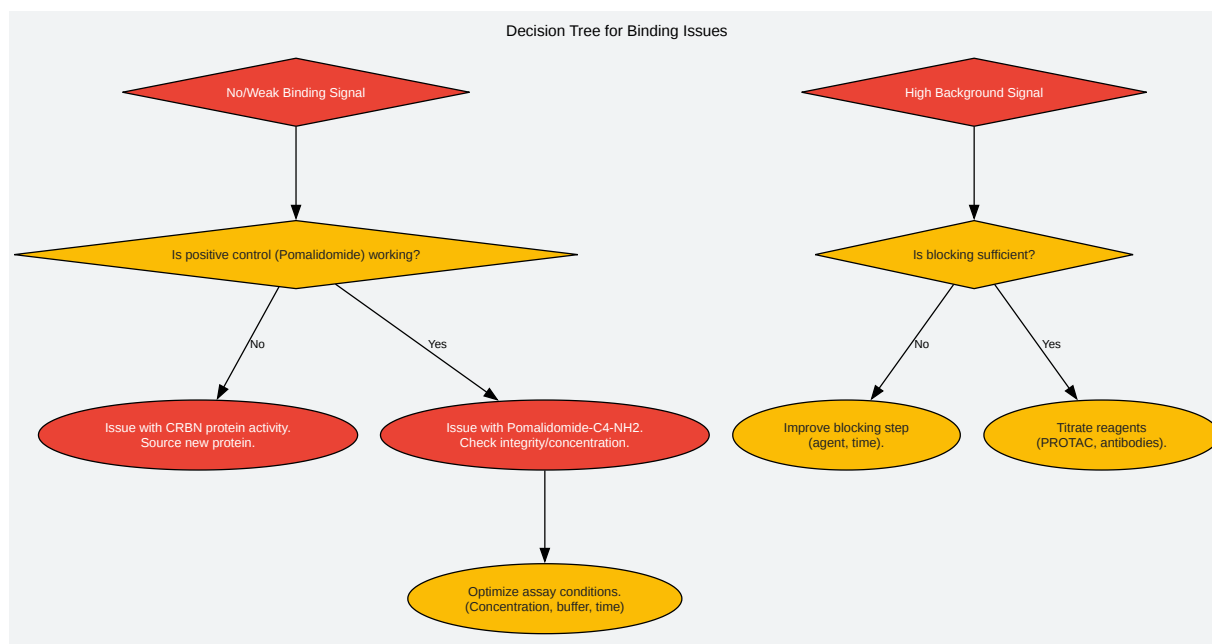 Decision Tree for Binding Issues
No/Weak Binding Signal
High Background Signal
Is positive control (Pomalidomide) working?
Is blocking sufficient?
No
Yes
No
Yes
Issue with CRBN protein activity.
Source new protein.
Issue with Pomalidomide-C4-NH2.
Check integrity/concentration.
Improve blocking step
(agent, time).
Titrate reagents
(PROTAC, antibodies).
Optimize assay conditions.
(Concentration, buffer, time)